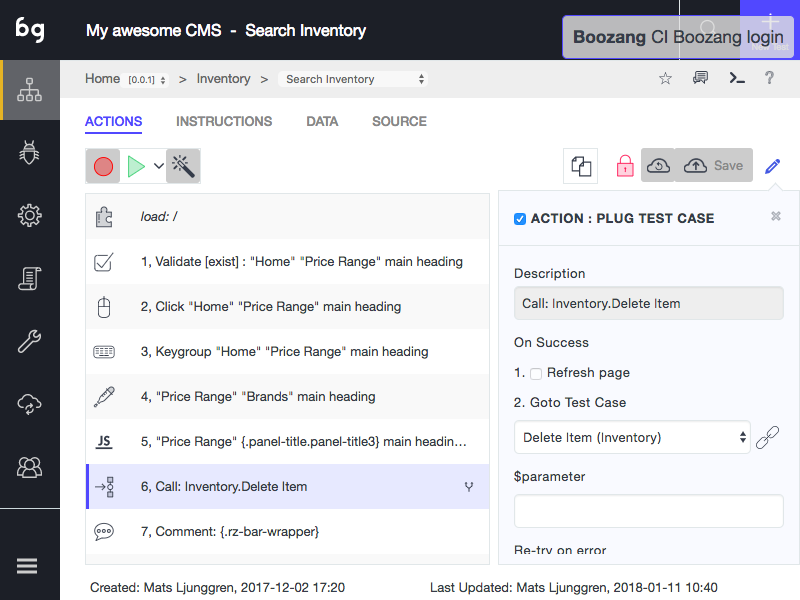 bg
My awesome CMS - Search Inventory
Boozang CI Boozang login
Home [0.0.1] > Inventory > Search Inventory
ACTIONS INSTRUCTIONS DATA SOURCE
Save
load: /
1, Validate [exist] : "Home" "Price Range" main heading
2, Click "Home" "Price Range" main heading
3, Keygroup "Home" "Price Range" main heading
4, "Price Range" "Brands" main heading
JS 5, "Price Range" {.panel-title.panel-title3} main headin...
6, Call: Inventory.Delete Item
7, Comment: {.rz-bar-wrapper}
ACTION : PLUG TEST CASE
Description
Call: Inventory.Delete Item
On Success
1. Refresh page
2. Goto Test Case
Delete Item (Inventory)
$parameter
Re-try on error
Created: Mats Ljunggren, 2017-12-02 17:20 Last Updated: Mats Ljunggren, 2018-01-11 10:40